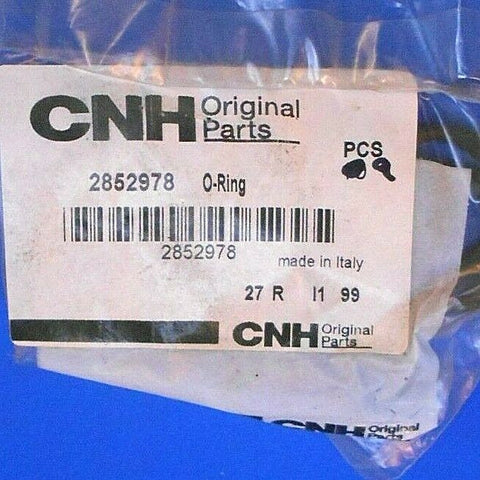 CNH Original
Parts
PCS
2852978 O-Ring
2852978
made in Italy
27 R I1 99
CNH Original
Parts
CNH Original
Parts